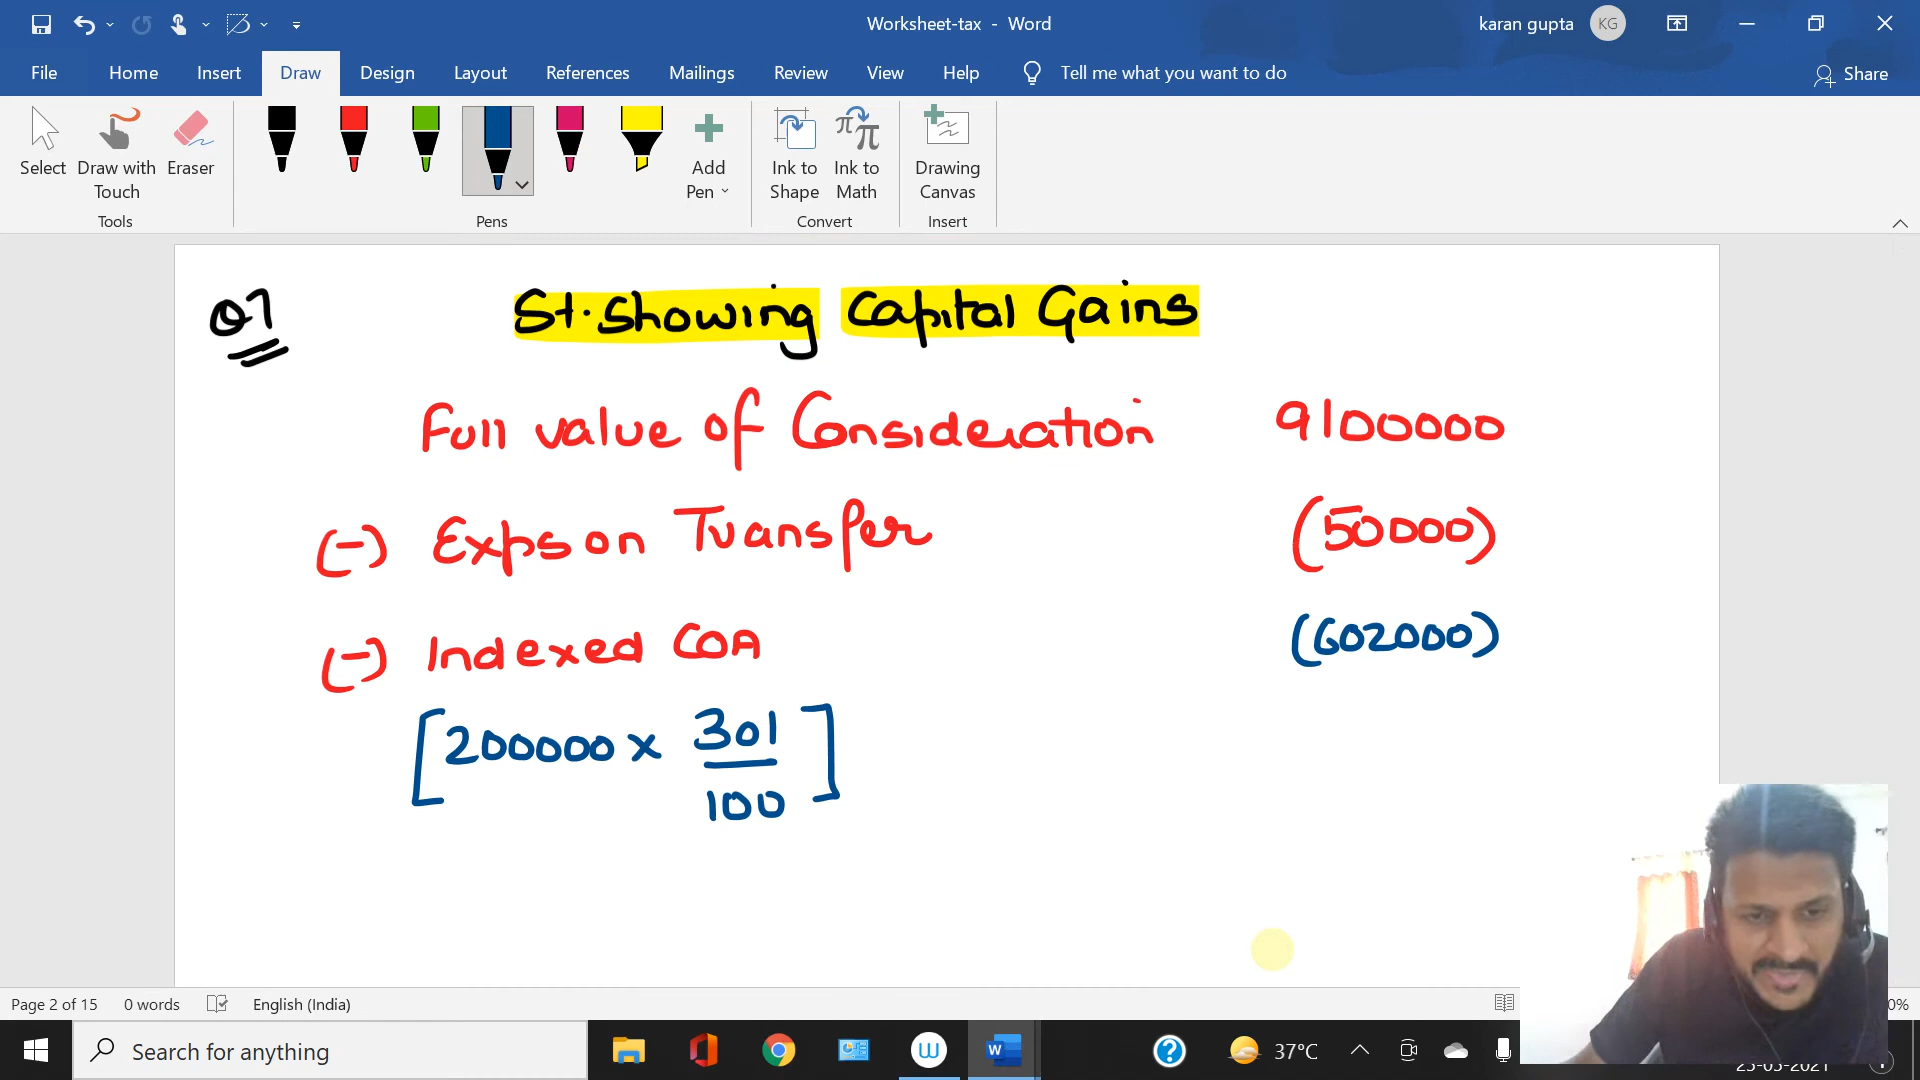 Worksheet-tax - Word
karan gupta KG
File Home Insert Draw Design Layout References Mailings Review View Help Tell me what you want to do Share
Select Draw with Touch Eraser Add Pen Ink to Shape Ink to Math Drawing Canvas
Tools Pens Convert Insert
Q7 St. Showing Capital Gains
Full value of Consideration 9100000
(-) Exps on Transfer (50000)
(-) Indexed COA (602000)
[200000 x 301
100]
Page 2 of 15 0 words English (India) 0%
Search for anything W 37°C